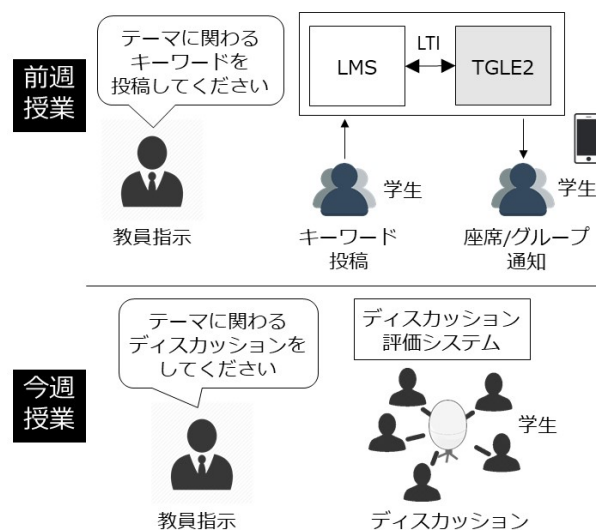 前週
授業
テーマに関わる
キーワードを
投稿してください
教員指示
LMS
LTI
TGLE2
学生
キーワード
投稿
学生
座席/グループ
通知
今週
授業
テーマに関わる
ディスカッションを
してください
教員指示
ディスカッション
評価システム
学生
ディスカッション